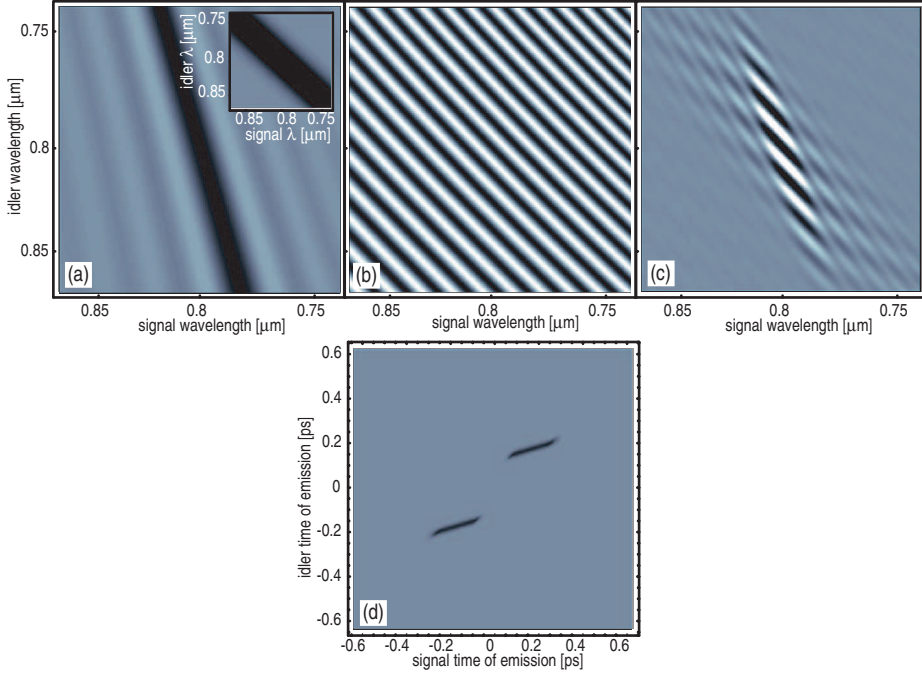 0.75
0.8
0.85
idler wavelength [μm]
0.75
0.8
0.85
idler λ [μm]
0.85 0.8 0.75
signal λ [μm]
(a)
0.85 0.8 0.75
signal wavelength [μm]
(b)
0.85 0.8 0.75
signal wavelength [μm]
(c)
0.85 0.8 0.75
signal wavelength [μm]
0.6
0.4
0.2
0
-0.2
-0.4
-0.6
idler time of emission [ps]
(d)
-0.6 -0.4 -0.2 0 0.2 0.4 0.6
signal time of emission [ps]